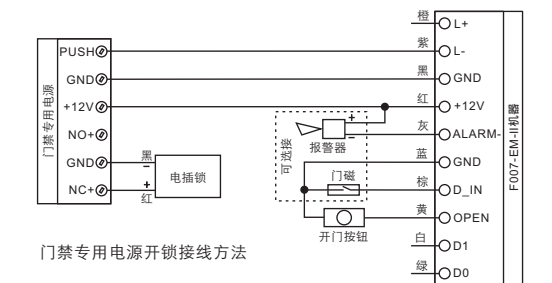 橙
L+
紫
PUSH
L-
黑
GND
GND
红
+12V
+12V
灰
NO+
ALARM-
+
−
报警器
可选接
蓝
GND
GND
黑
−
电插锁
门磁
棕
NC+
+
红
D_IN
黄
OPEN
开门按钮
白
D1
绿
D0
门禁专用电源
F007-EM-II机器
门禁专用电源开锁接线方法